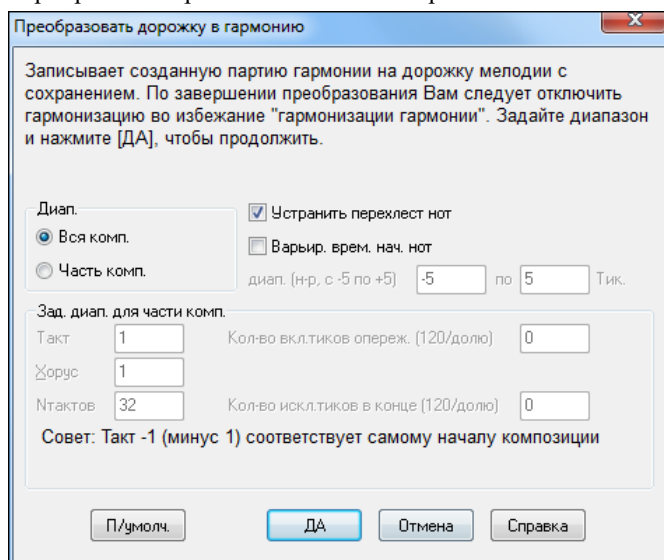 Преобразовать дорожку в гармонию
Записывает созданную партию гармонии на дорожку мелодии с
сохранением. По завершении преобразования Вам следует отключить
гармонизацию во избежание "гармонизации гармонии". Задайте диапазон
и нажмите [ДА], чтобы продолжить.
Диап.
Вся комп.
Часть комп.
Устранить перехлест нот
Варьир. врем. нач. нот
диап. (н-р, с -5 по +5) -5 по 5 Тик.
Зад. диап. для части комп.
Такт 1 Кол-во вкл.тиков опереж. (120/долю) 0
Хорус 1
Nтактов 32 Кол-во искл.тиков в конце (120/долю) 0
Совет: Такт -1 (минус 1) соответствует самому началу композиции
П/умолч. ДА Отмена Справка